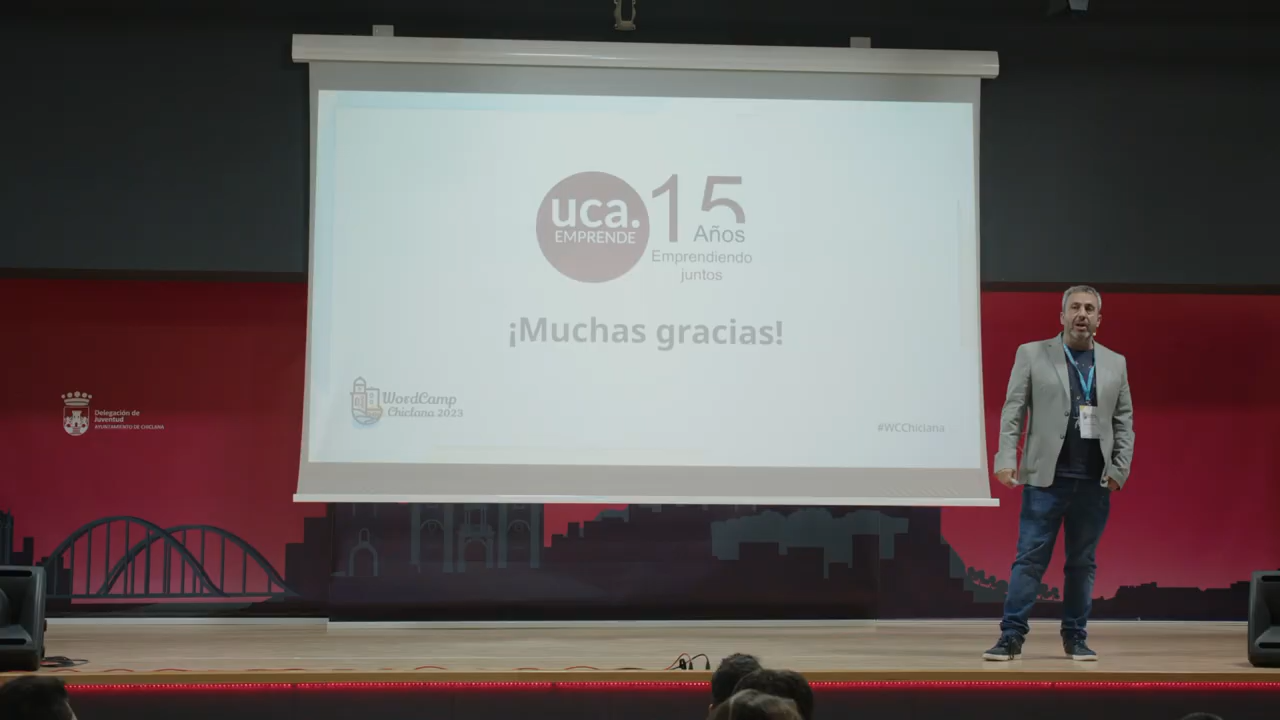 uca.
EMPRENDE
15
Años
Emprendiendo
juntos
¡Muchas gracias!
WordCamp
Chiclana 2023
#WCChiclana
Delegación de
Juventud
AYUNTAMIENTO DE CHICLANA